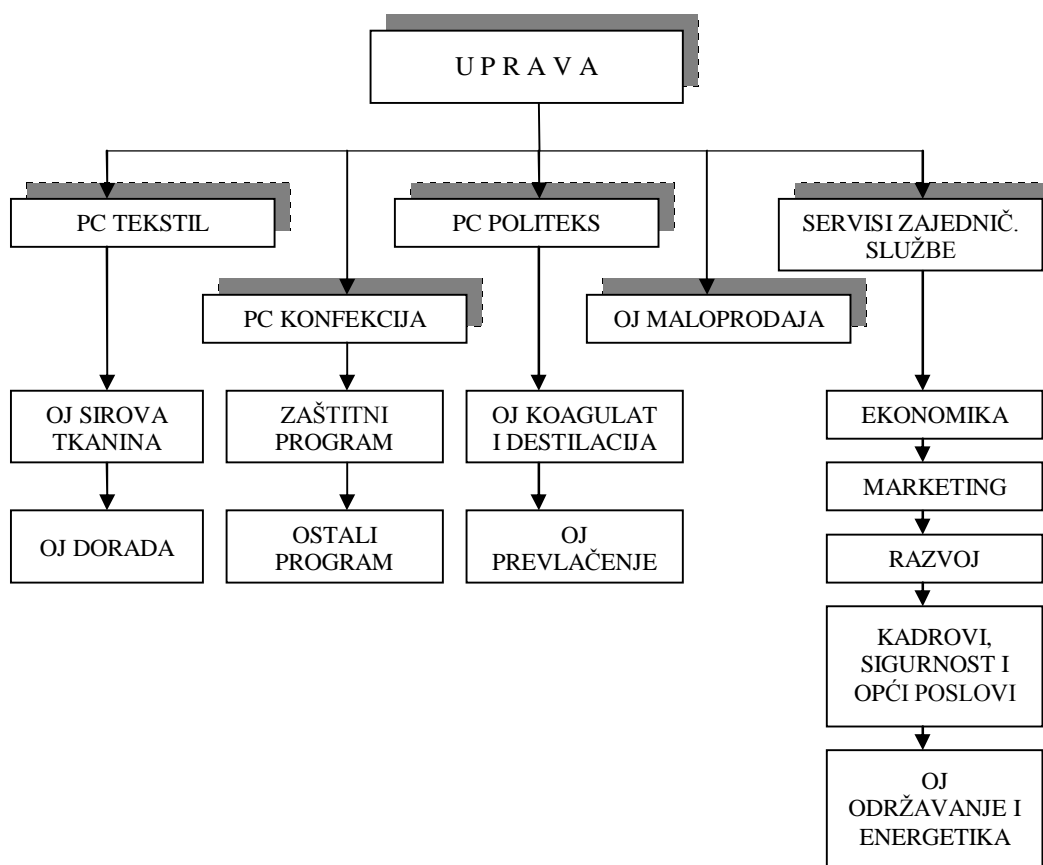 U P R A V A
PC TEKSTIL
PC POLITEKS
SERVISI ZAJEDNIČ.
SLUŽBE
PC KONFEKCIJA
OJ MALOPRODAJA
OJ SIROVA
TKANINA
ZAŠTITNI
PROGRAM
OJ KOAGULAT
I DESTILACIJA
EKONOMIKA
MARKETING
OJ DORADA
OSTALI
PROGRAM
OJ
PREVLAČENJE
RAZVOJ
KADROVI,
SIGURNOST I
OPĆI POSLOVI
OJ
ODRŽAVANJE I
ENERGETIKA